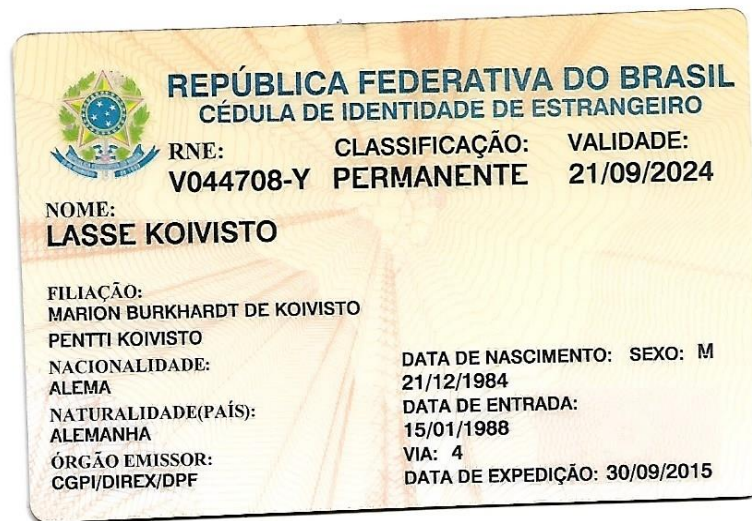 REPÚBLICA FEDERATIVA DO BRASIL
CÉDULA DE IDENTIDADE DE ESTRANGEIRO
RNE: CLASSIFICAÇÃO: VALIDADE:
V044708-Y PERMANENTE 21/09/2024
NOME:
LASSE KOIVISTO
FILIAÇÃO:
MARION BURKHARDT DE KOIVISTO
PENTTI KOIVISTO
NACIONALIDADE:
ALEMA
NATURALIDADE(PAÍS):
ALEMANHA
ÓRGÃO EMISSOR:
CGPI/DIREX/DPF
DATA DE NASCIMENTO: SEXO: M
21/12/1984
DATA DE ENTRADA:
15/01/1988
VIA: 4
DATA DE EXPEDIÇÃO: 30/09/2015